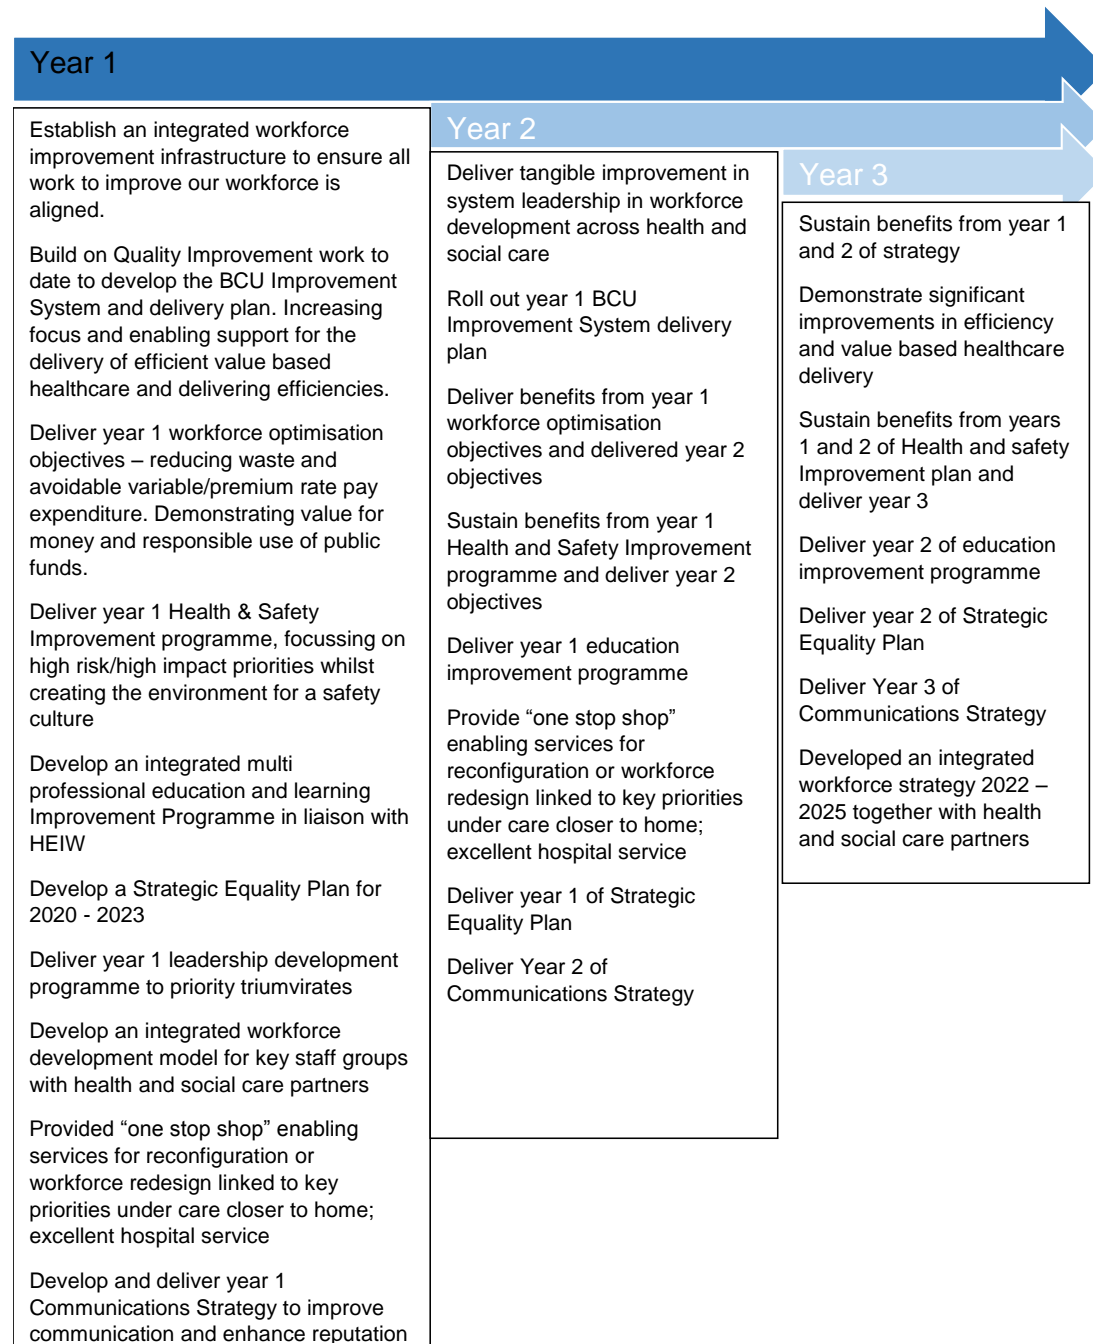 Year 1
Establish an integrated workforce
improvement infrastructure to ensure all
work to improve our workforce is
aligned.
Build on Quality Improvement work to
date to develop the BCU Improvement
System and delivery plan. Increasing
focus and enabling support for the
delivery of efficient value based
healthcare and delivering efficiencies.
Deliver year 1 workforce optimisation
objectives – reducing waste and
avoidable variable/premium rate pay
expenditure. Demonstrating value for
money and responsible use of public
funds.
Deliver year 1 Health & Safety
Improvement programme, focussing on
high risk/high impact priorities whilst
creating the environment for a safety
culture
Develop an integrated multi
professional education and learning
Improvement Programme in liaison with
HEIW
Develop a Strategic Equality Plan for
2020 - 2023
Deliver year 1 leadership development
programme to priority triumvirates
Develop an integrated workforce
development model for key staff groups
with health and social care partners
Provided “one stop shop” enabling
services for reconfiguration or
workforce redesign linked to key
priorities under care closer to home;
excellent hospital service
Develop and deliver year 1
Communications Strategy to improve
communication and enhance reputation
Year 2
Deliver tangible improvement in
system leadership in workforce
development across health and
social care
Roll out year 1 BCU
Improvement System delivery
plan
Deliver benefits from year 1
workforce optimisation
objectives and delivered year 2
objectives
Sustain benefits from year 1
Health and Safety Improvement
programme and deliver year 2
objectives
Deliver year 1 education
improvement programme
Provide “one stop shop”
enabling services for
reconfiguration or workforce
redesign linked to key priorities
under care closer to home;
excellent hospital service
Deliver year 1 of Strategic
Equality Plan
Deliver Year 2 of
Communications Strategy
Year 3
Sustain benefits from year 1
and 2 of strategy
Demonstrate significant
improvements in efficiency
and value based healthcare
delivery
Sustain benefits from years
1 and 2 of Health and safety
Improvement plan and
deliver year 3
Deliver year 2 of education
improvement programme
Deliver year 2 of Strategic
Equality Plan
Deliver Year 3 of
Communications Strategy
Developed an integrated
workforce strategy 2022 –
2025 together with health
and social care partners